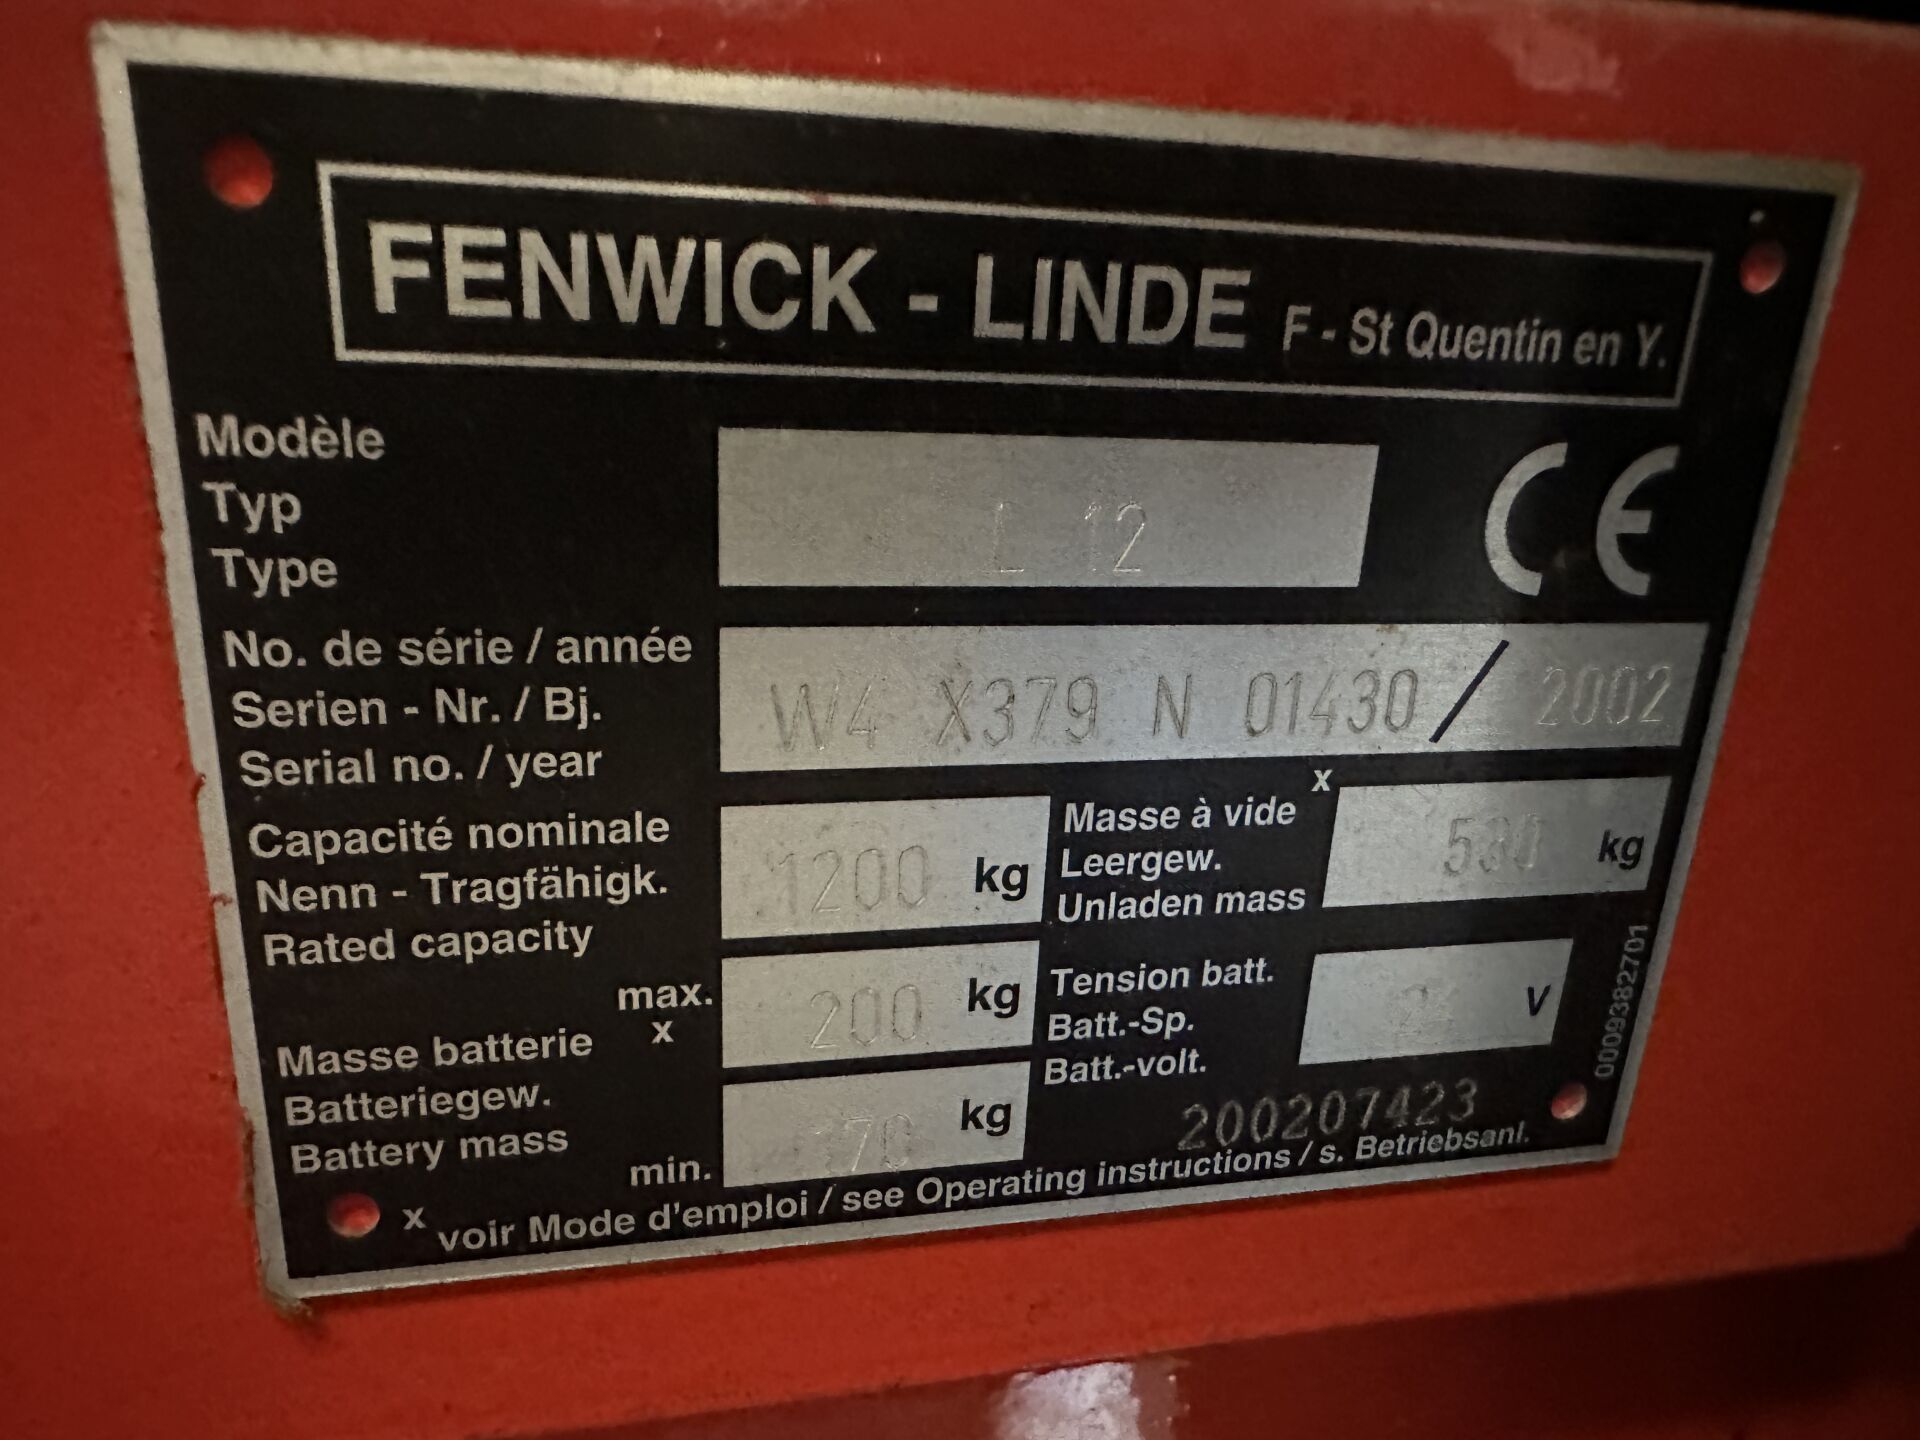 FENWICK - LINDE F - St Quentin en Y.
Modèle
Typ
Type
L 12
CE
No. de série / année
Serien - Nr. / Bj.
Serial no. / year
W4 X379 N 01430 / 2002
Capacité nominale
Nenn - Tragfähigk.
Rated capacity
1200 kg
x
Masse à vide
Leergew.
Unladen mass
kg
Masse batterie
Batteriegew.
Battery mass
max.
x
200 kg
min.
170 kg
Tension batt.
Batt.-Sp.
Batt.-volt.
V
0009382701
200207423
x voir Mode d'emploi / see Operating instructions / s. Betriebsanl.